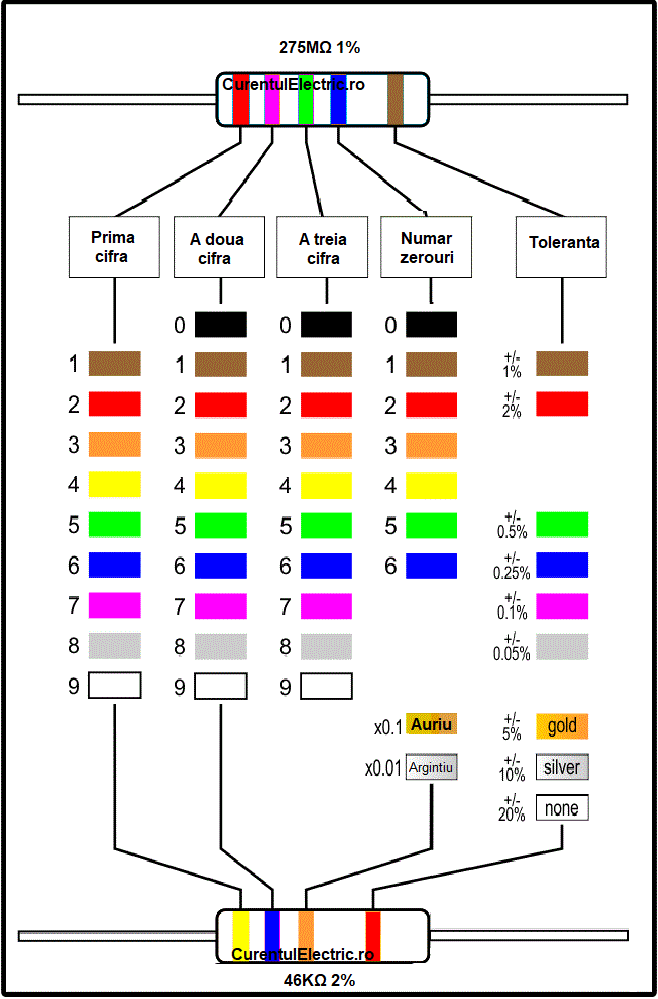 275MΩ 1%
CurentulElectric.ro
Prima
cifra
A doua
cifra
A treia
cifra
Numar
zerouri
Toleranta
0 0 0
1 1 1 1 +/-
1%
2 2 2 2 +/-
2%
3 3 3 3
4 4 4 4
5 5 5 5 +/-
0.5%
6 6 6 6 +/-
0.25%
7 7 7 +/-
0.1%
8 8 8 +/-
0.05%
9 9 9
x0.1 Auriu +/-
5% gold
x0.01 Argintiu +/-
10% silver
+/-
20% none
CurentulElectric.ro
46KΩ 2%